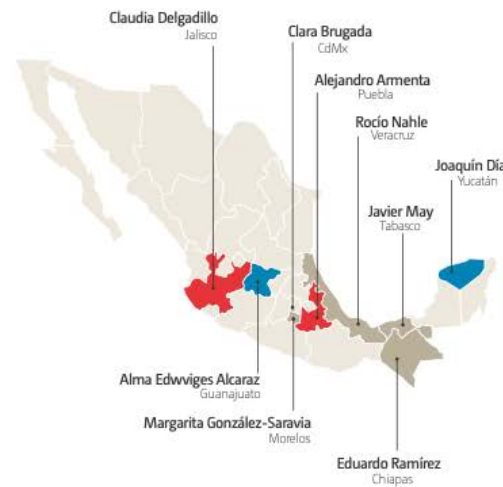 Claudia Delgadillo
Jalisco
Clara Brugada
CdMx
Alejandro Armenta
Puebla
Rocío Nahle
Veracruz
Joaquín Día
Yucatán
Javier May
Tabasco
Alma Edwviges Alcaraz
Guanajuato
Margarita González-Saravia
Morelos
Eduardo Ramírez
Chiapas